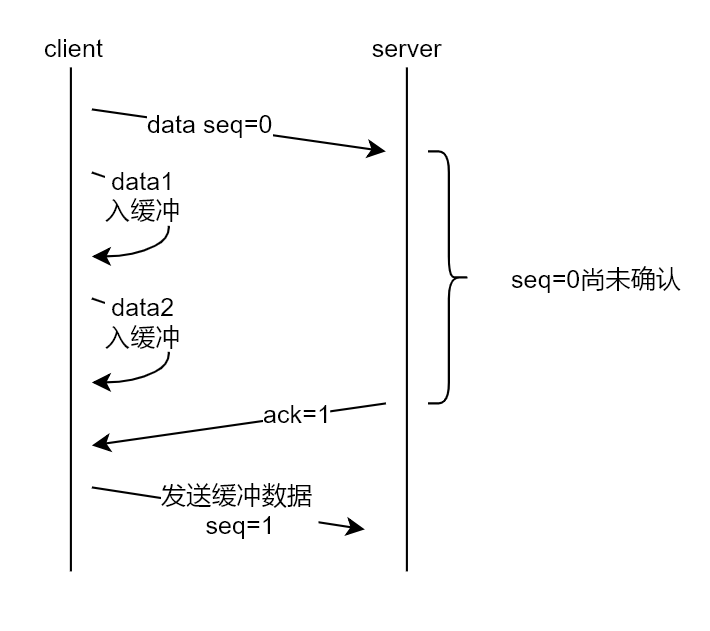 client
server
data seq=0
data1
入缓冲
seq=0尚未确认
data2
入缓冲
ack=1
发送缓冲数据
seq=1